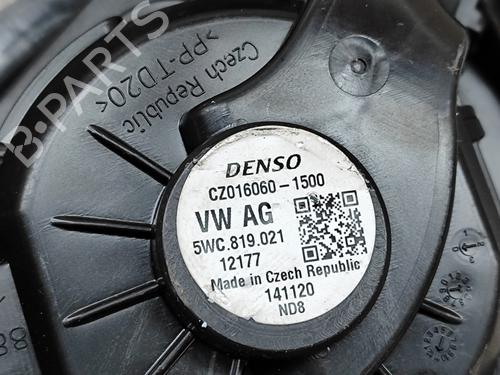 Czech Republic
>PP-TD20<
B-PARTS
DENSO
CZ016060-1500
VW AG
5WC.819.021
12177
Made in Czech Republic
141120
ND8